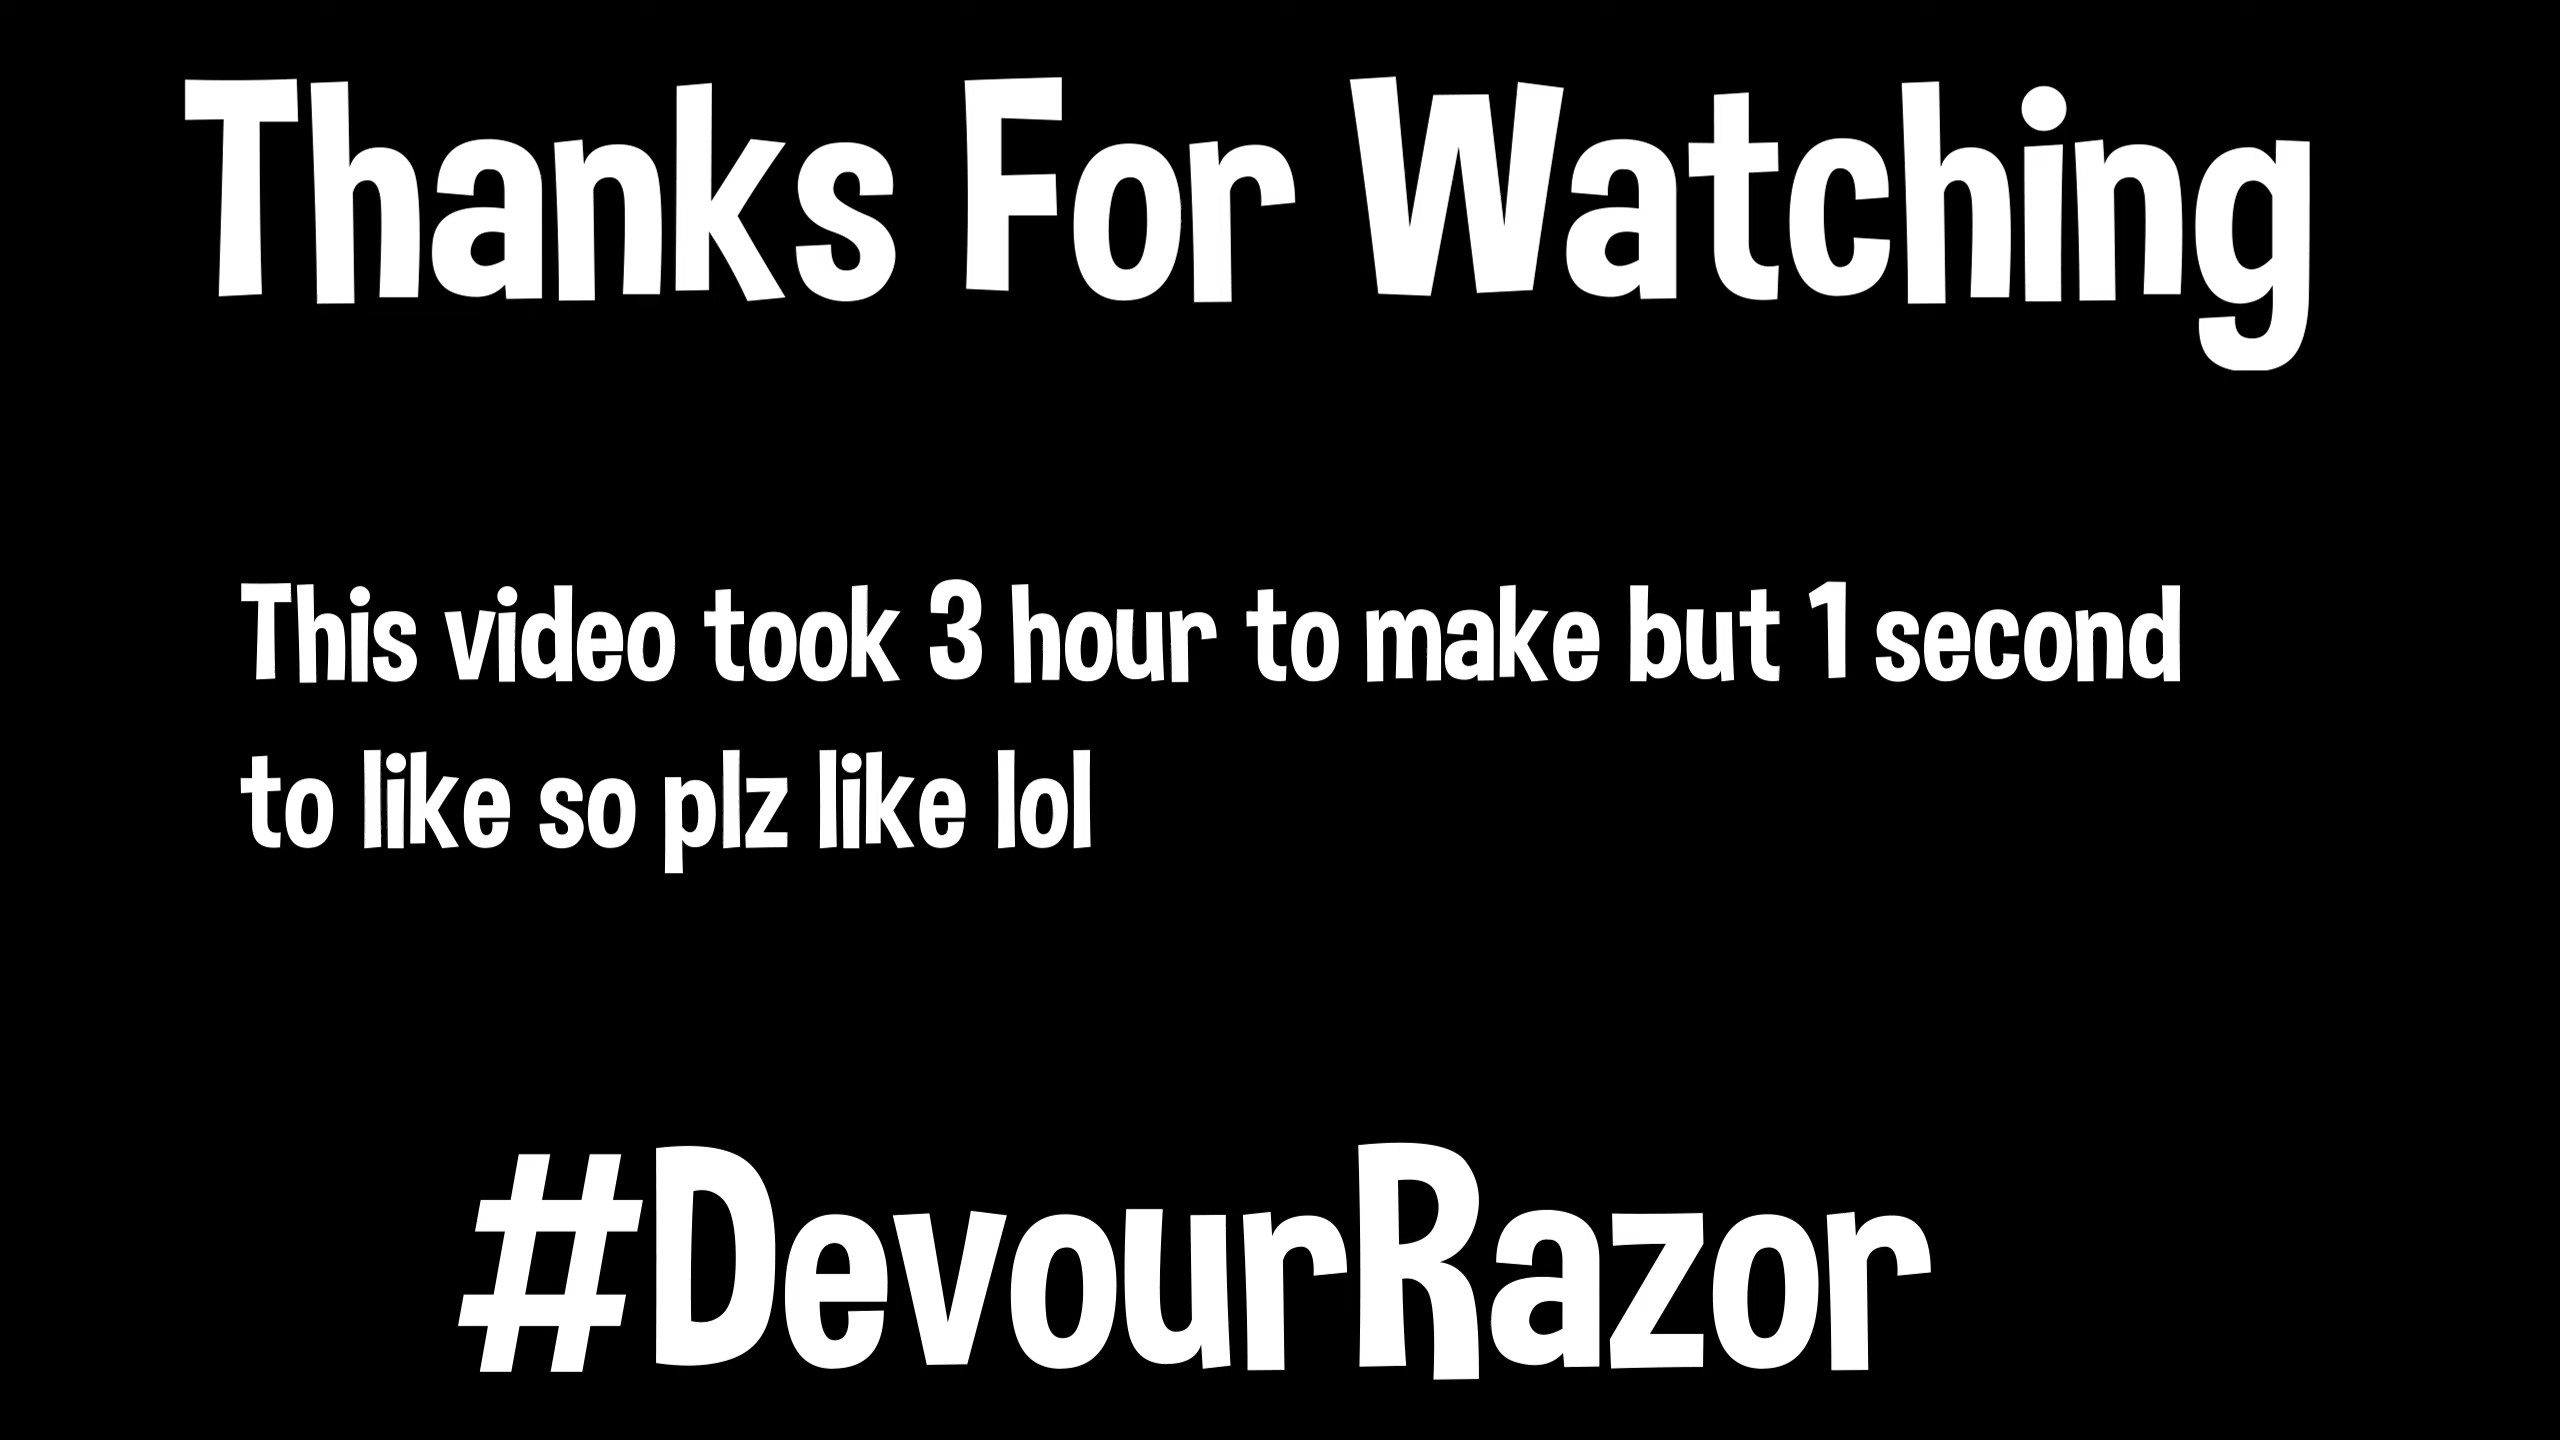 Thanks For Watching
This video took 3 hour to make but 1 second
to like so plz like lol
#DevourRazor